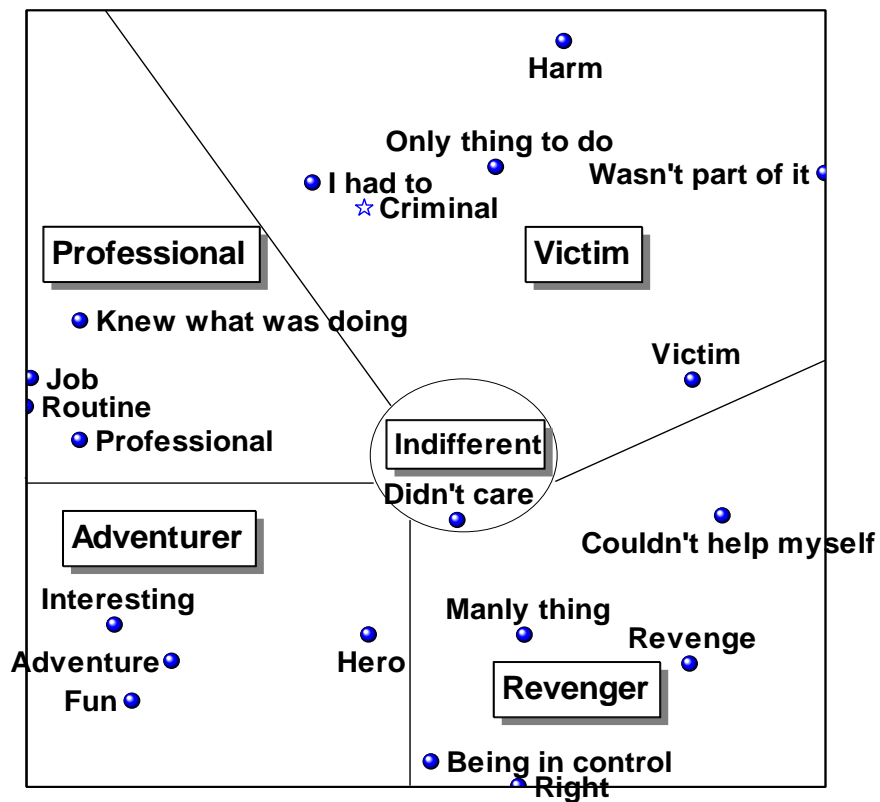 Harm
Only thing to do
Wasn't part of it
I had to
Criminal
Professional
Victim
Knew what was doing
Victim
Job
Routine
Professional
Indifferent
Didn't care
Adventurer
Couldn't help myself
Interesting
Manly thing
Revenge
Adventure
Hero
Revenger
Fun
Being in control
Right